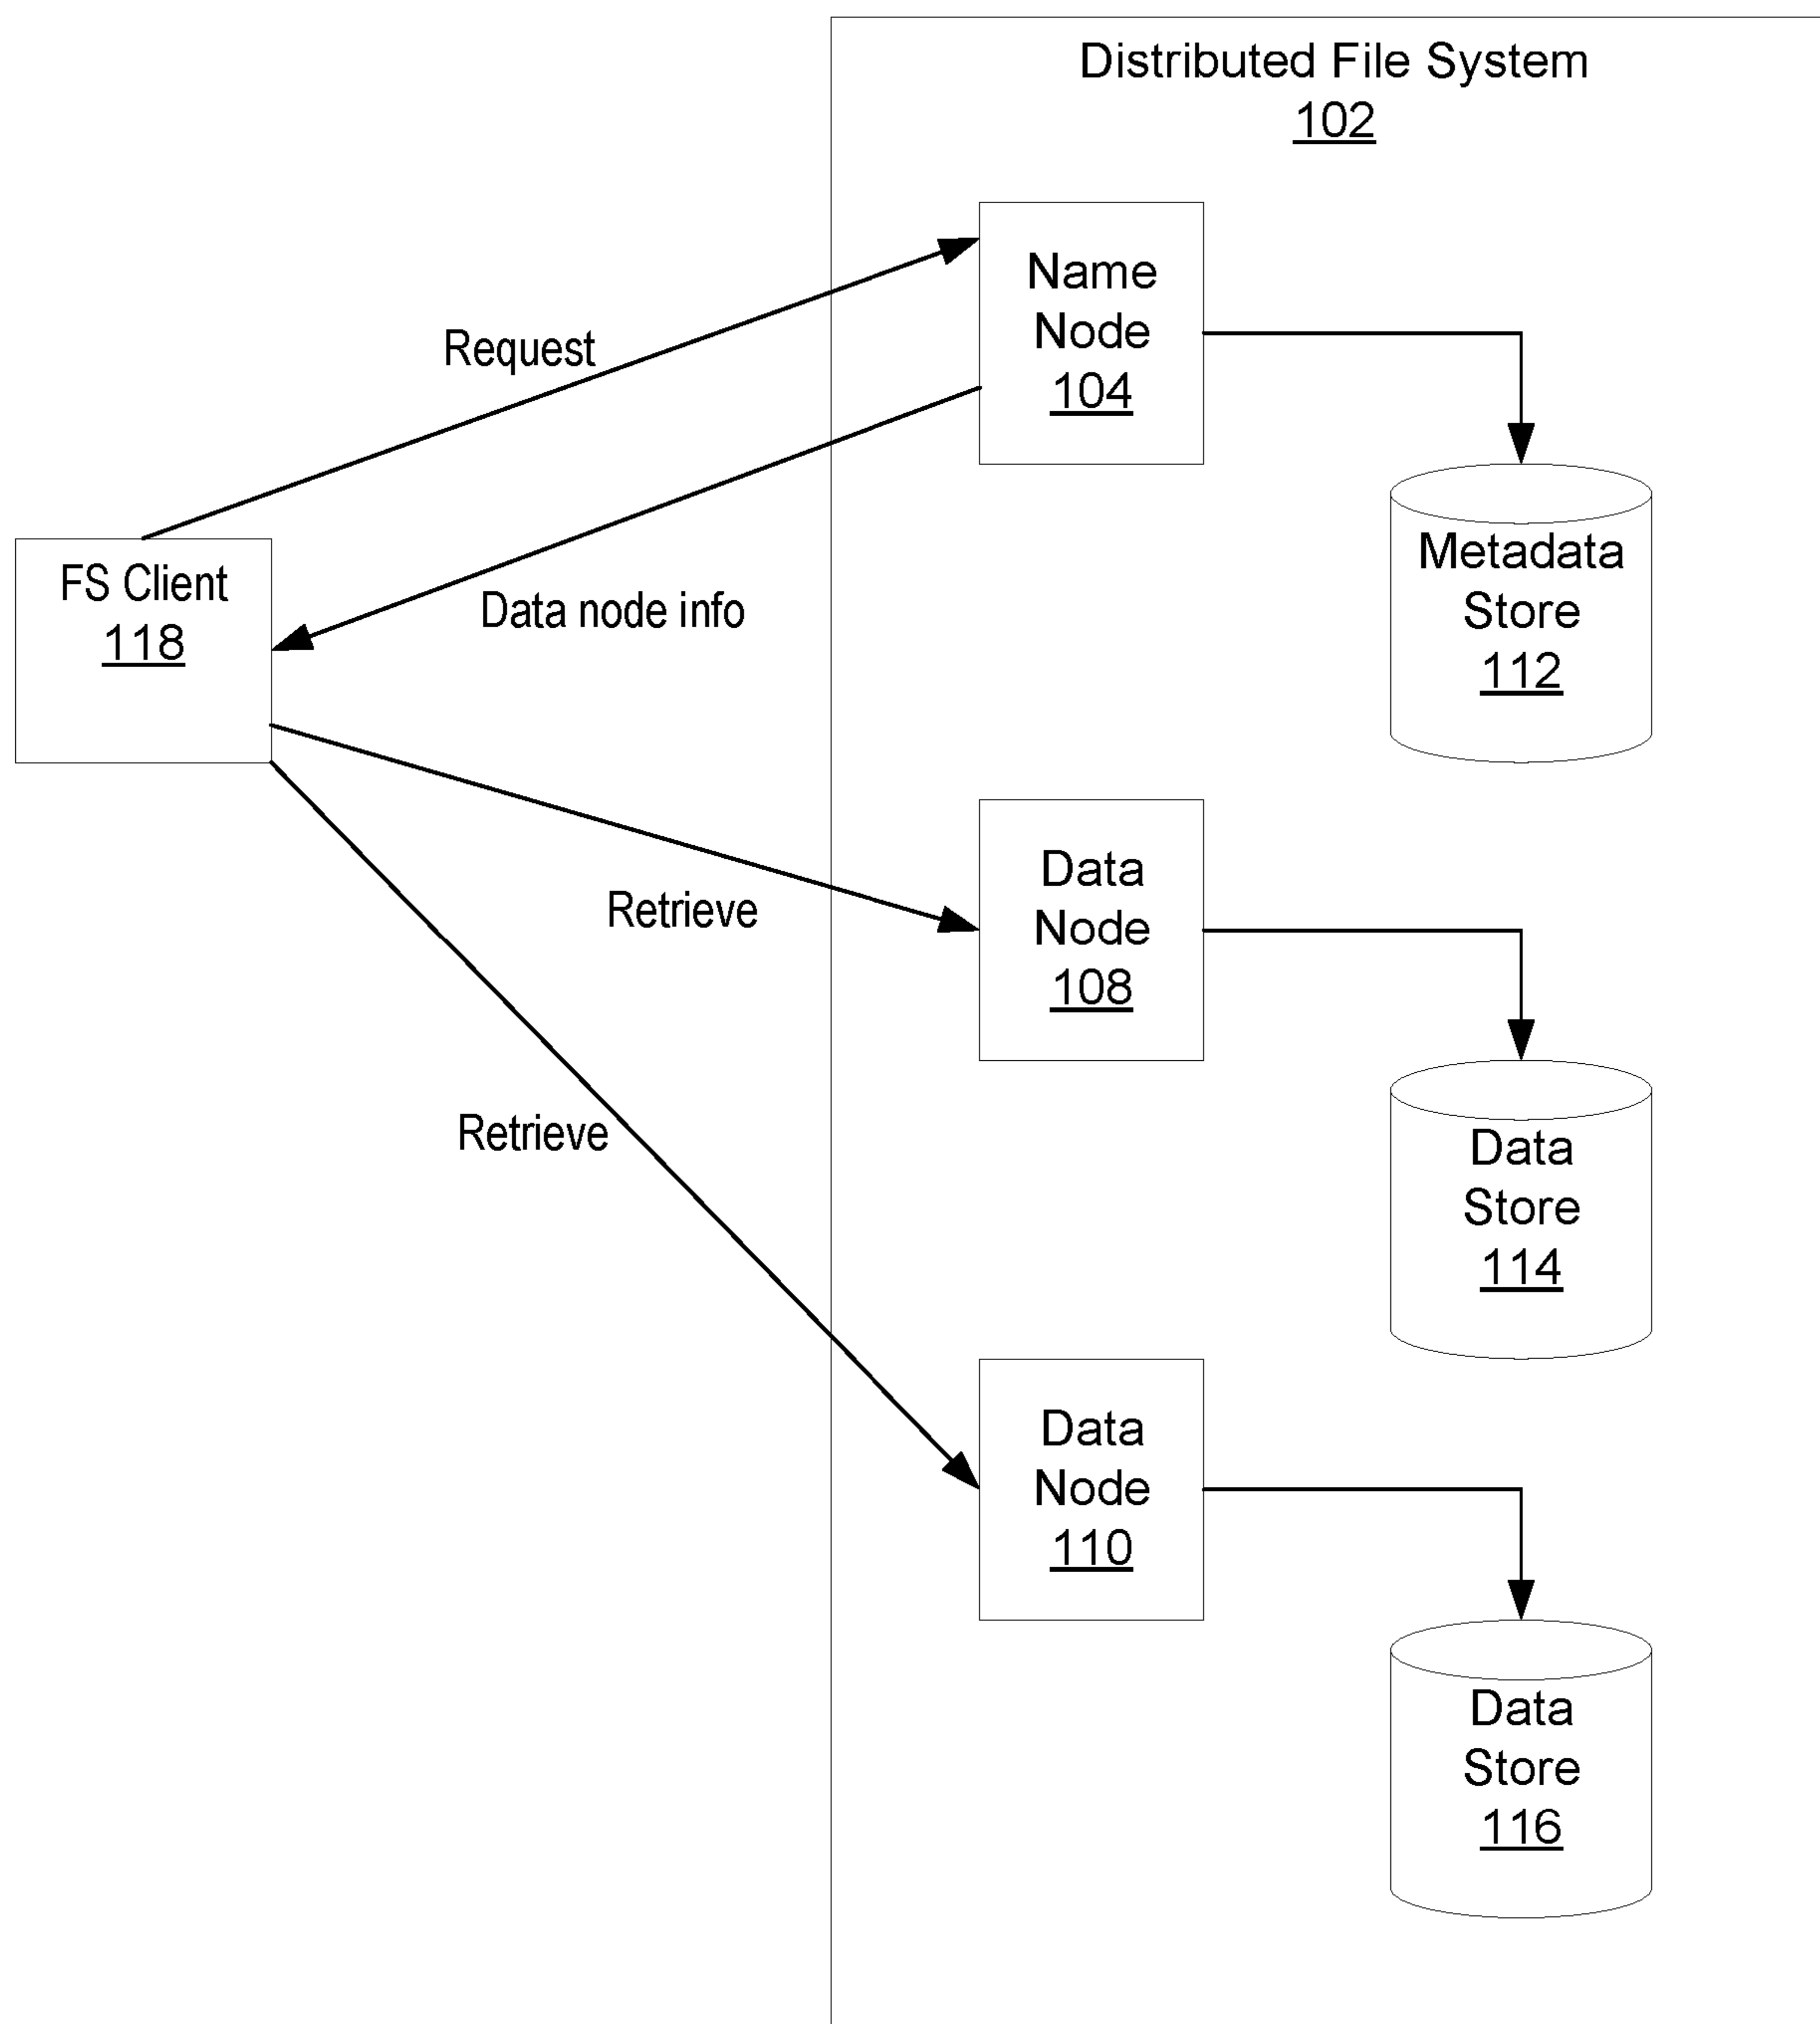 Distributed File System
102
Name
Node
104
Request
FS Client
118
Data node info
Metadata
Store
112
Data
Node
108
Retrieve
Data
Store
114
Retrieve
Data
Node
110
Data
Store
116